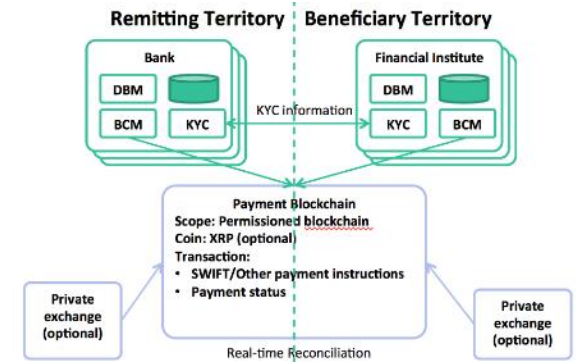 Remitting Territory
Beneficiary Territory
Bank
DBM
BCM
KYC
KYC information
Financial Institute
DBM
KYC
BCM
Payment Blockchain
Scope: Permissioned blockchain
Coin: XRP (optional)
Transaction:
• SWIFT/Other payment instructions
• Payment status
Private
exchange
(optional)
Private
exchange
(optional)
Real-time Reconciliation